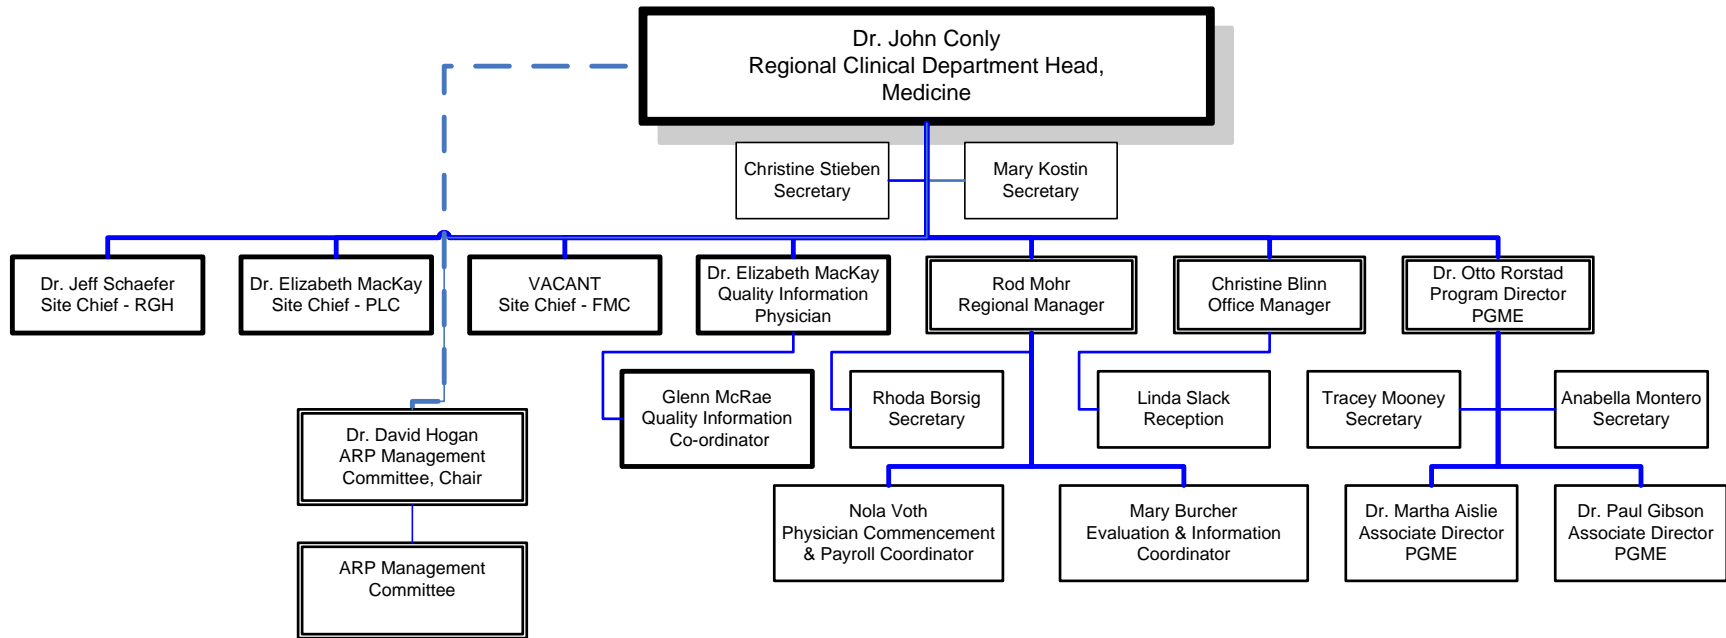 Dr. John Conly
Regional Clinical Department Head,
Medicine
Christine Stieben
Secretary
Mary Kostin
Secretary
Dr. Jeff Schaefer
Site Chief - RGH
Dr. Elizabeth MacKay
Site Chief - PLC
VACANT
Site Chief - FMC
Dr. Elizabeth MacKay
Quality Information
Physician
Rod Mohr
Regional Manager
Christine Blinn
Office Manager
Dr. Otto Rorstad
Program Director
PGME
Glenn McRae
Quality Information
Co-ordinator
Rhoda Borsig
Secretary
Linda Slack
Reception
Tracey Mooney
Secretary
Anabella Montero
Secretary
Dr. David Hogan
ARP Management
Committee, Chair
Nola Voth
Physician Commencement
& Payroll Coordinator
Mary Burcher
Evaluation & Information
Coordinator
Dr. Martha Aislie
Associate Director
PGME
Dr. Paul Gibson
Associate Director
PGME
ARP Management
Committee